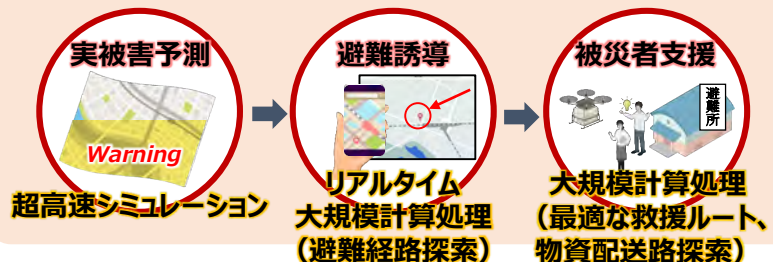 実被害予測
Warning
超高速シミュレーション
避難誘導
リアルタイム
大規模計算処理
（避難経路探索）
被災者支援
避難所
大規模計算処理
（最適な救援ルート、
物資配送路探索）